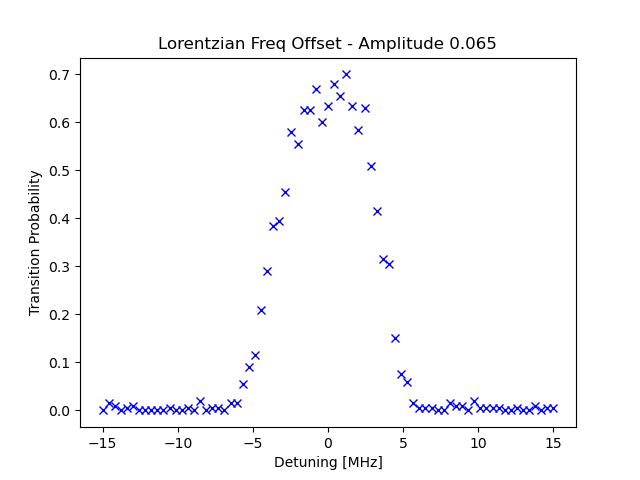 Lorentzian Freq Offset - Amplitude 0.065
Transition Probability
0.7
0.6
0.5
0.4
0.3
0.2
0.1
0.0
−15 −10 −5 0 5 10 15
Detuning [MHz]